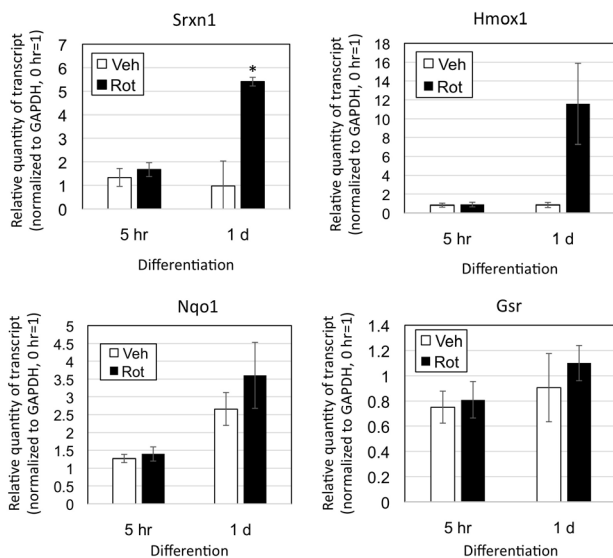 Srxn1
Relative quantity of transcript
(normalized to GAPDH, 0 hr=1)
7
6
5
4
3
2
1
0
Veh
Rot
*
5 hr
1 d
Differentiation
Hmox1
Relative quantity of transcript
(normalized to GAPDH, 0 hr=1)
18
16
14
12
10
8
6
4
2
0
Veh
Rot
5 hr
1 d
Differentiation
Nqo1
Relative quantity of transcript
(normalized to GAPDH, 0 hr=1)
5
4.5
3.5
2.5
1.5
1
0.5
Veh
Rot
5 hr
1 d
Differentiation
Gsr
Relative quantity of transcript
(normalized to GAPDH, 0 hr=1)
1.4
1.2
1
0.8
0.6
0.4
0.2
0
Veh
Rot
5 hr
1 d
Differention